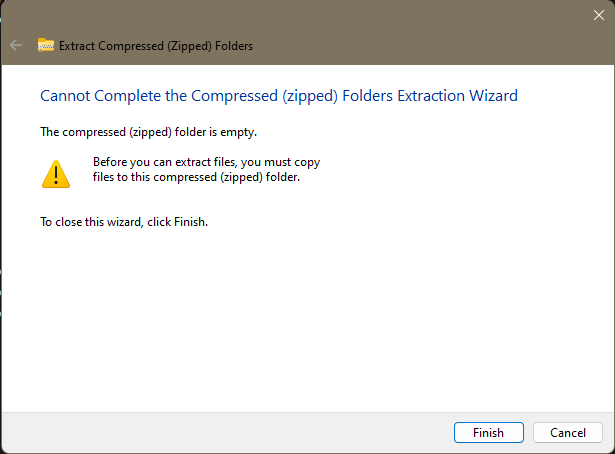 Extract Compressed (Zipped) Folders
Cannot Complete the Compressed (zipped) Folders Extraction Wizard
The compressed (zipped) folder is empty.
Before you can extract files, you must copy
files to this compressed (zipped) folder.
To close this wizard, click Finish.
Finish
Cancel